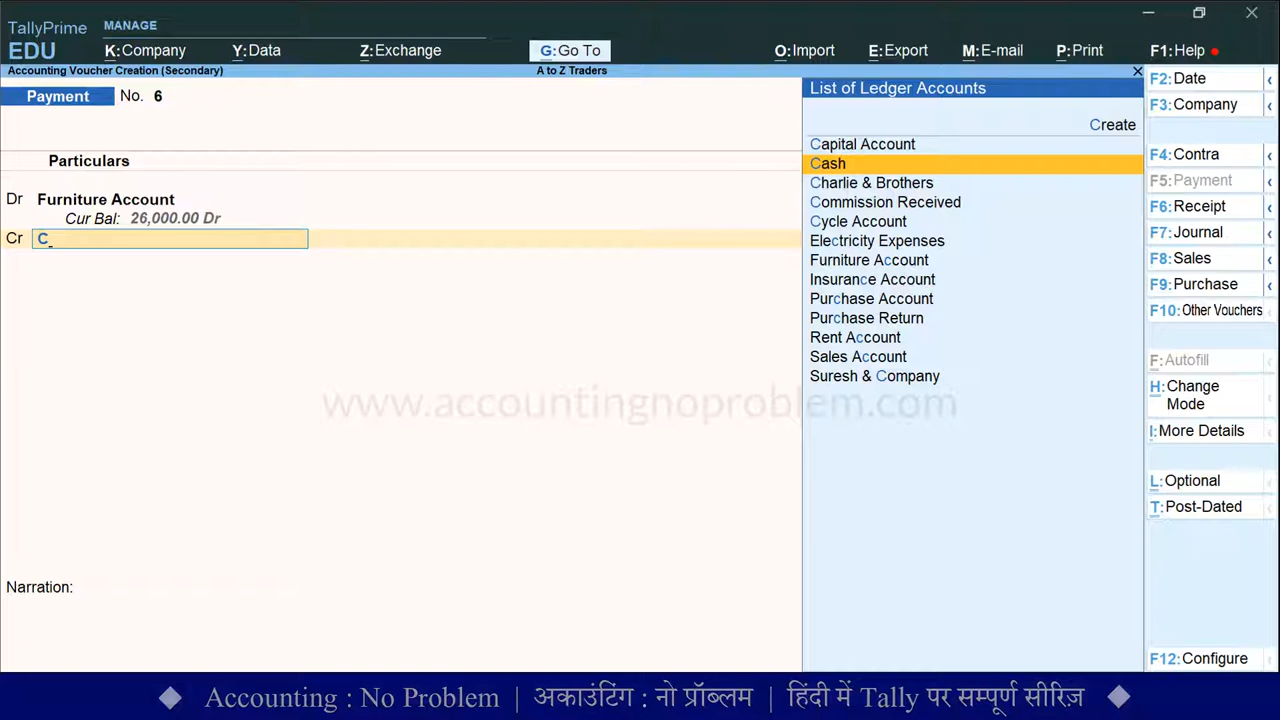 TallyPrime
EDU
MANAGE
K:Company Y:Data Z:Exchange G:Go To O:Import E:Export M:E-mail P:Print F1:Help
Accounting Voucher Creation (Secondary) A to Z Traders
Payment No. 6
Particulars
Dr Furniture Account
Cur Bal: 26,000.00 Dr
Cr C
Narration:
List of Ledger Accounts
Create
Capital Account
Cash
Charlie & Brothers
Commission Received
Cycle Account
Electricity Expenses
Furniture Account
Insurance Account
Purchase Account
Purchase Return
Rent Account
Sales Account
Suresh & Company
F2:Date
F3:Company
F4:Contra
F5:Payment
F6:Receipt
F7:Journal
F8:Sales
F9:Purchase
F10:Other Vouchers
F:Autofill
H:Change
Mode
I:More Details
L:Optional
T:Post-Dated
F12:Configure
www.accountingnoproblem.com
Accounting : No Problem | अकाउंटिंग : नो प्रॉब्लम | हिंदी में Tally पर सम्पूर्ण सीरिज़